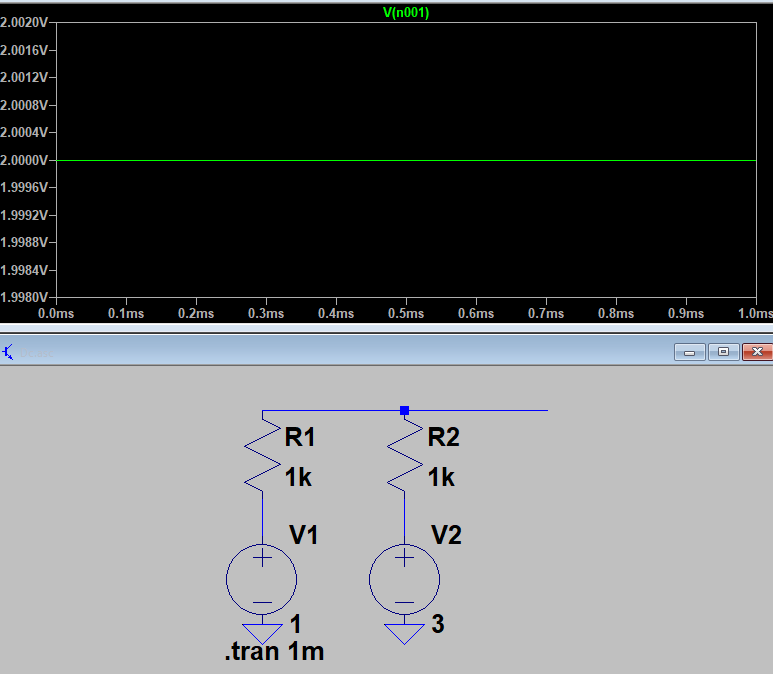 V(n001)
2.0020V
2.0016V
2.0012V
2.0008V
2.0004V
2.0000V
1.9996V
1.9992V
1.9988V
1.9984V
1.9980V
0.0ms 0.1ms 0.2ms 0.3ms 0.4ms 0.5ms 0.6ms 0.7ms 0.8ms 0.9ms 1.0ms
R1 R2
1k 1k
V1 V2
1 3
.tran 1m